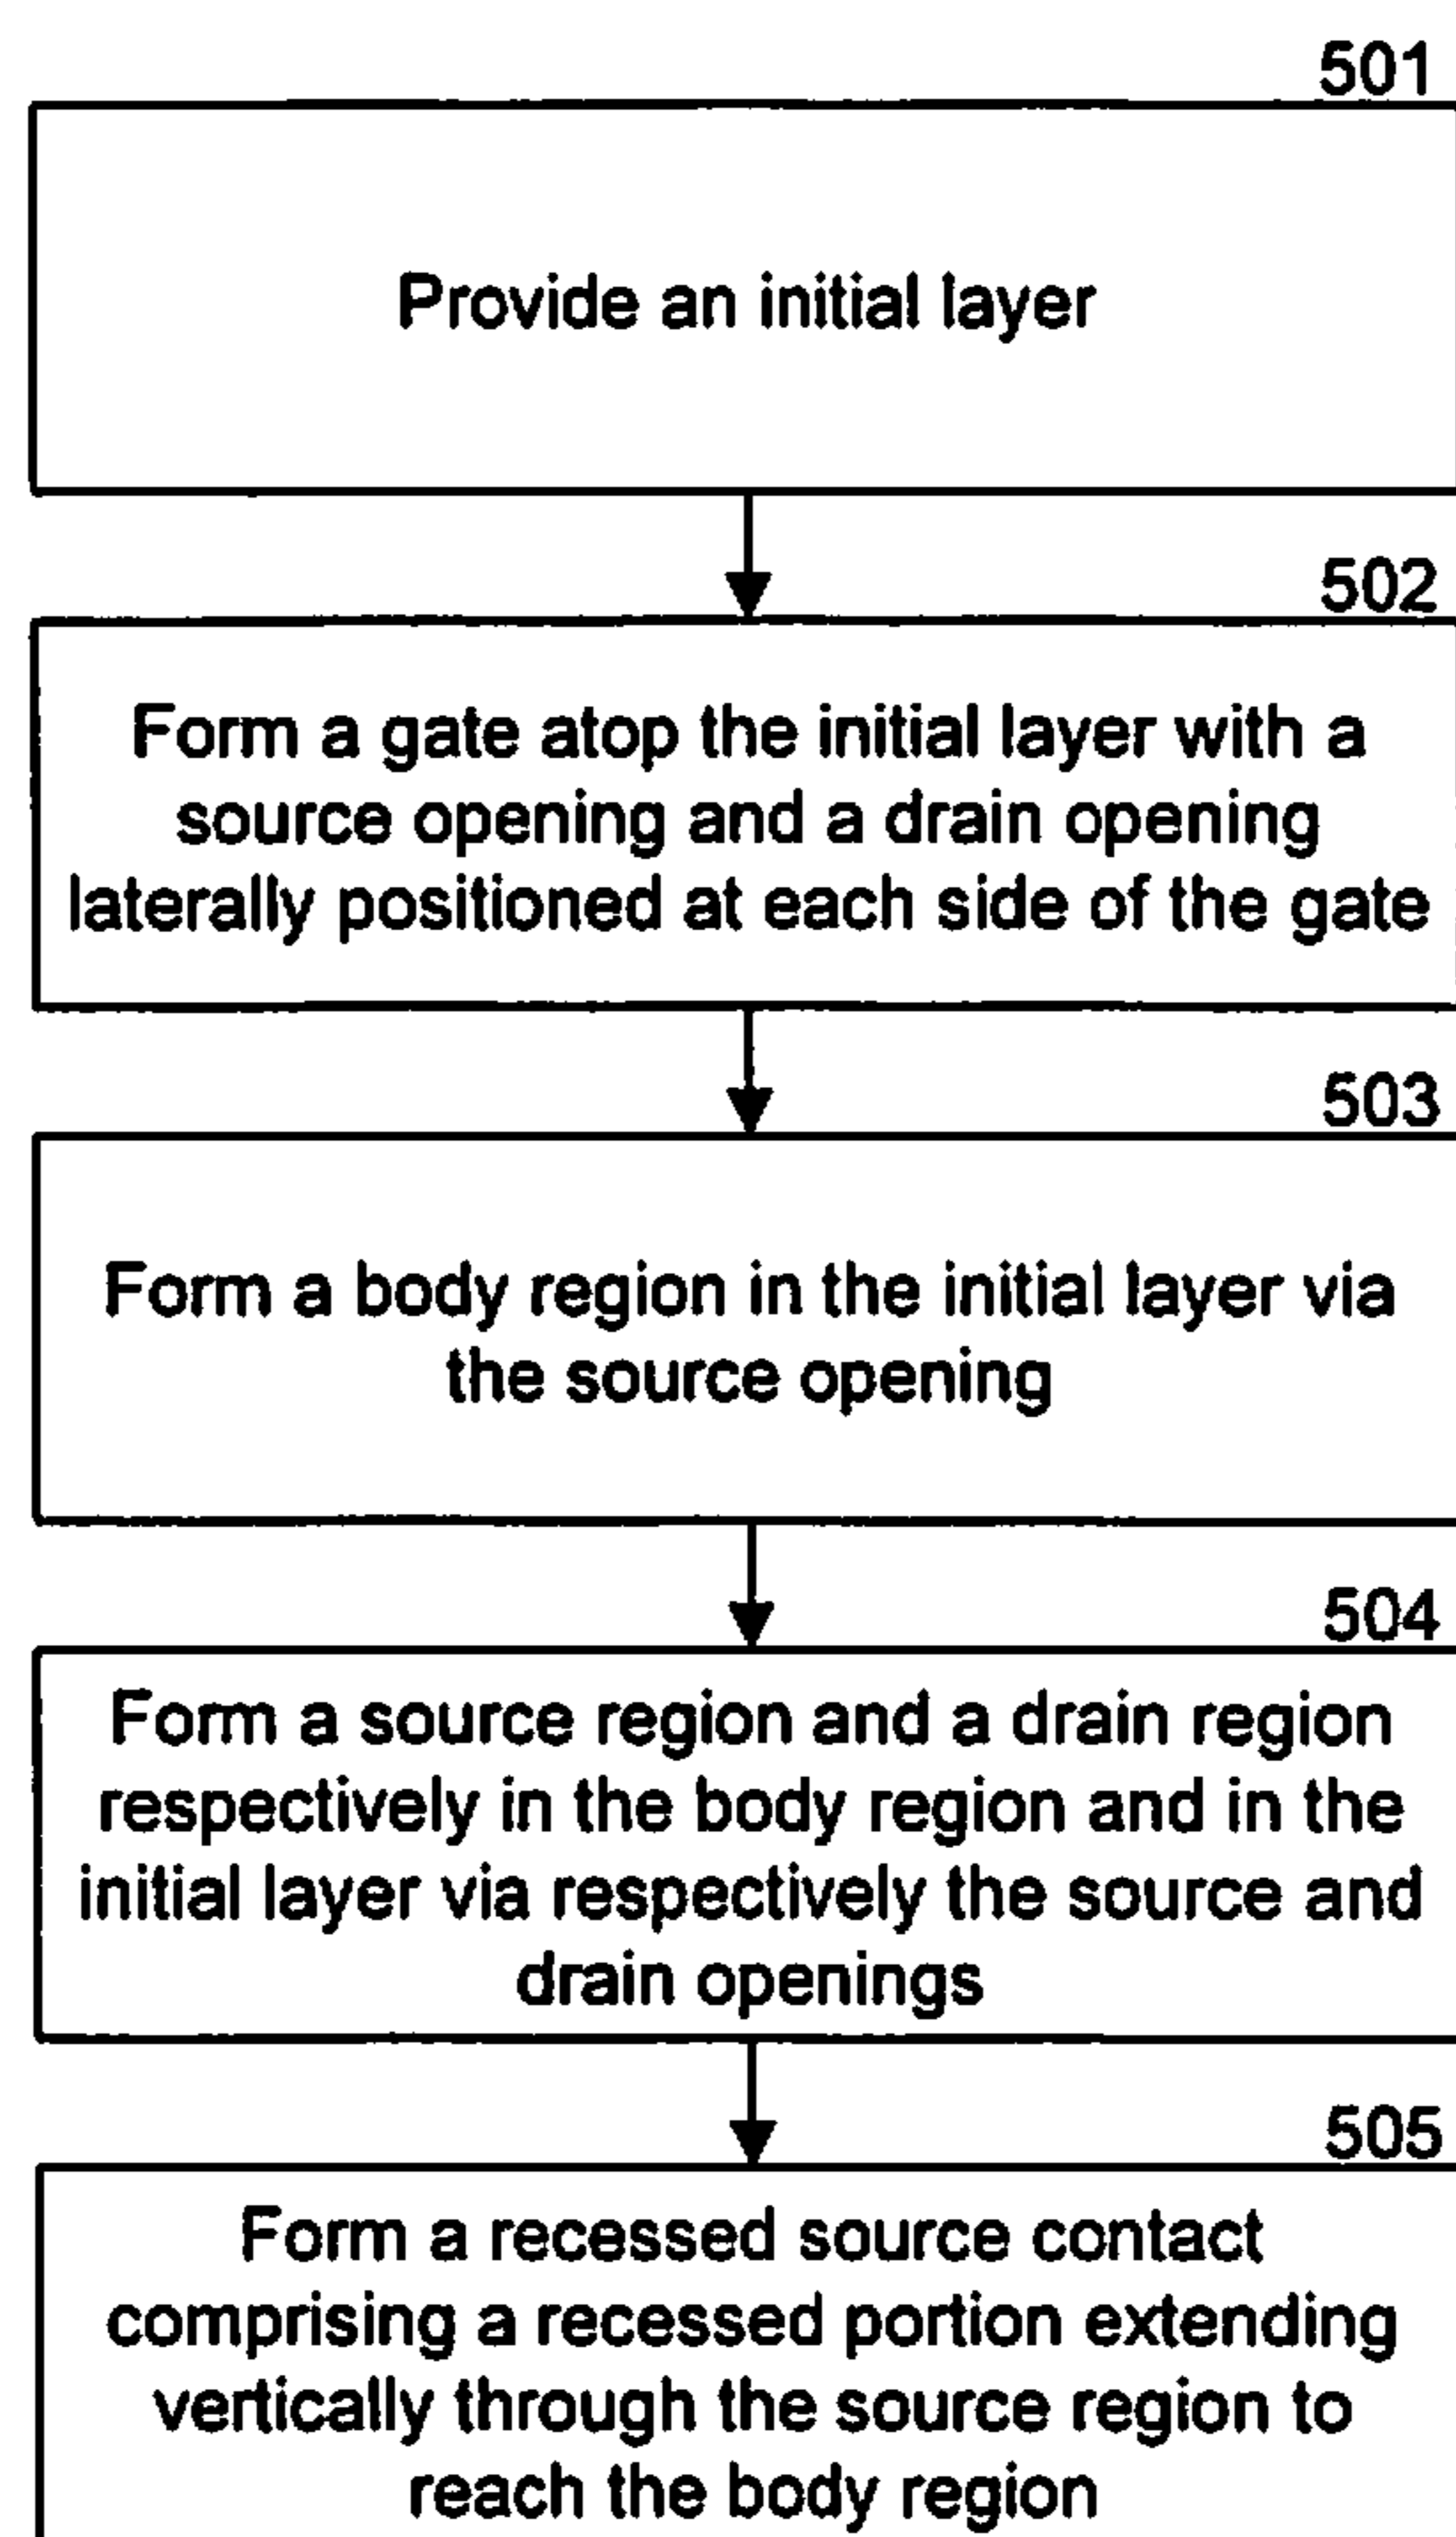 501
Provide an initial layer
502
Form a gate atop the initial layer with a
source opening and a drain opening
laterally positioned at each side of the gate
503
Form a body region in the initial layer via
the source opening
504
Form a source region and a drain region
respectively in the body region and in the
initial layer via respectively the source and
drain openings
505
Form a recessed source contact
comprising a recessed portion extending
vertically through the source region to
reach the body region